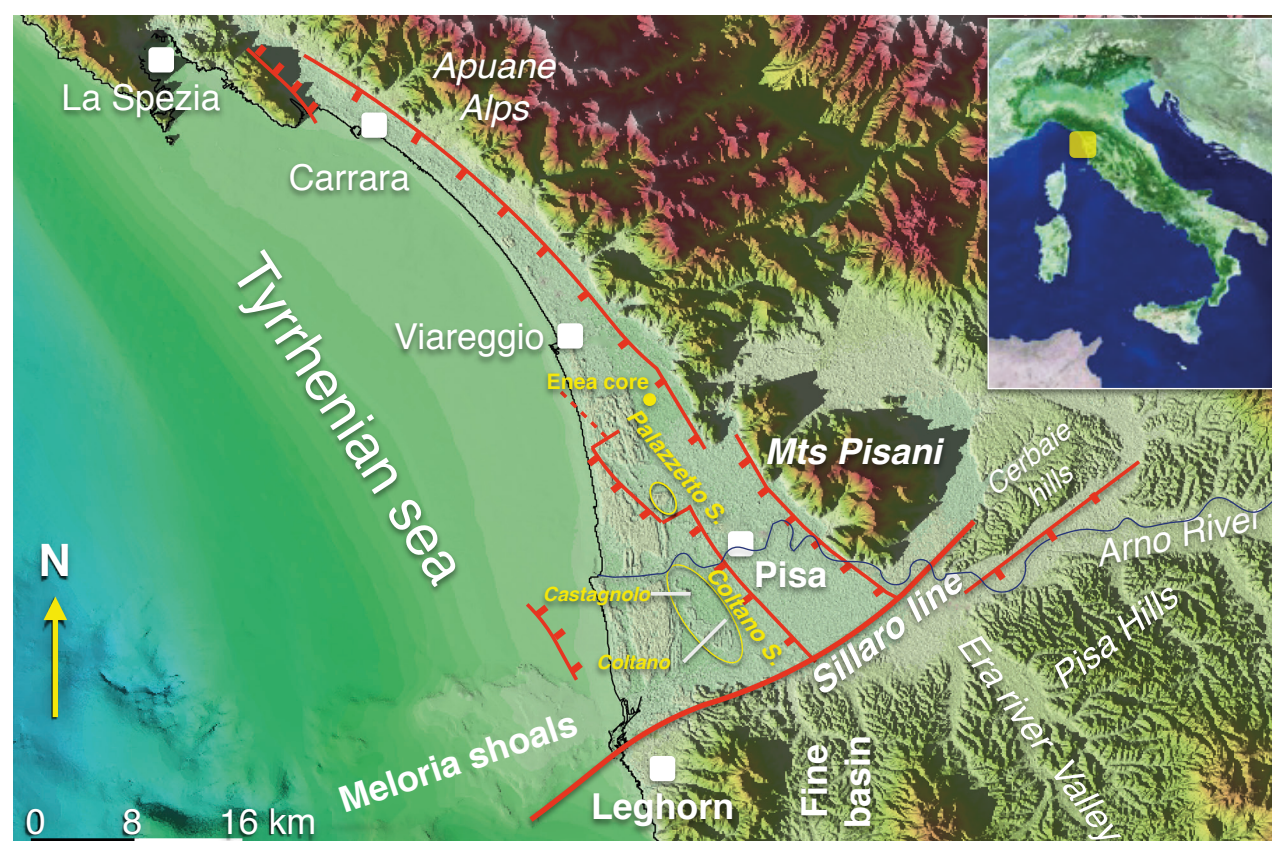 La Spezia
Apuane
Alps
Carrara
Tyrrhenian sea
Viareggio
Enea core
Palazzetto S.
Mts Pisani
Cerbaie
hills
Arno River
N
Pisa
Castagnolo
Coltano S.
Coltano
Sillaro line
Pisa Hills
Era river Valley
Meloria shoals
Fine
basin
Leghorn
0 8 16 km